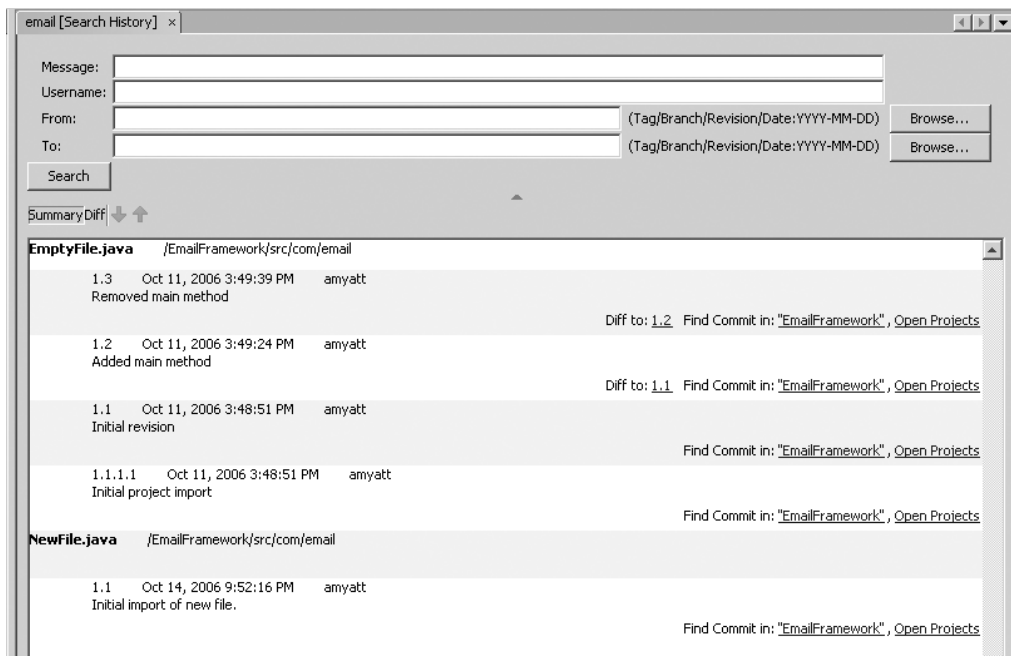 email [Search History] ×
Message:
Username:
From: (Tag/Branch/Revision/Date:YYYY-MM-DD) Browse...
To: (Tag/Branch/Revision/Date:YYYY-MM-DD) Browse...
Search
Summary Diff
EmptyFile.java /EmailFramework/src/com/email
1.3 Oct 11, 2006 3:49:39 PM amyatt
Removed main method
Diff to: 1.2 Find Commit in: "EmailFramework" , Open Projects
1.2 Oct 11, 2006 3:49:24 PM amyatt
Added main method
Diff to: 1.1 Find Commit in: "EmailFramework" , Open Projects
1.1 Oct 11, 2006 3:48:51 PM amyatt
Initial revision
Find Commit in: "EmailFramework" , Open Projects
1.1.1.1 Oct 11, 2006 3:48:51 PM amyatt
Initial project import
Find Commit in: "EmailFramework" , Open Projects
NewFile.java /EmailFramework/src/com/email
1.1 Oct 14, 2006 9:52:16 PM amyatt
Initial import of new file.
Find Commit in: "EmailFramework" , Open Projects